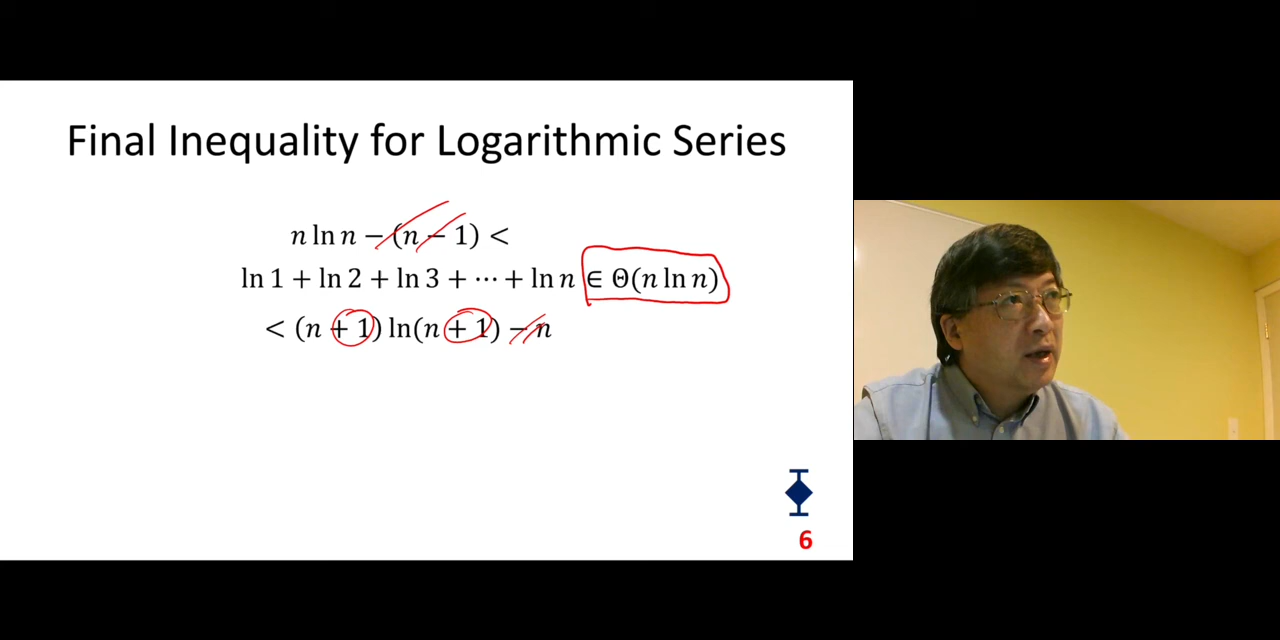 Final Inequality for Logarithmic Series
n ln n − (n − 1) <
ln 1 + ln 2 + ln 3 + ⋯ + ln n ∈ Θ(n ln n)
< (n + 1) ln(n + 1) − n
6